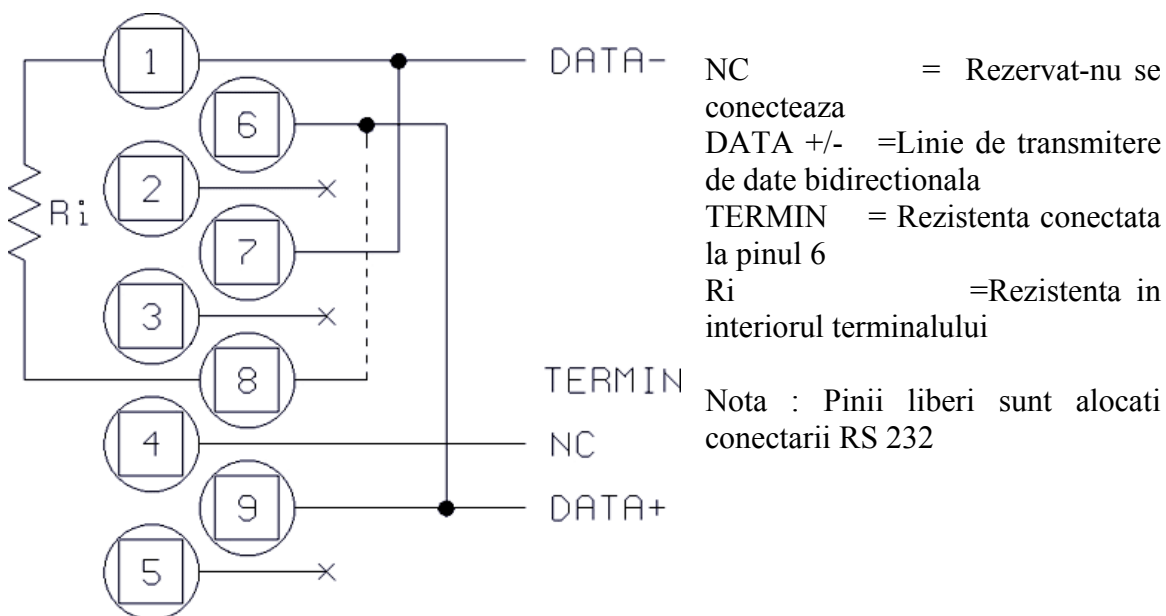 1
DATA-
6
2
Ri
7
3
8
TERMIN
4
NC
9
DATA+
5
NC = Rezervat-nu se
conecteaza
DATA +/- =Linie de transmitere
de date bidirectionala
TERMIN = Rezistenta conectata
la pinul 6
Ri =Rezistenta in
interiorul terminalului
Nota : Pinii liberi sunt alocati
conectarii RS 232